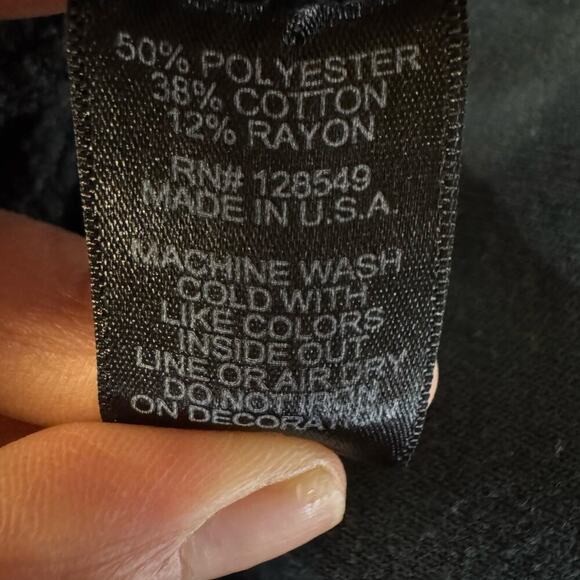 50% POLYESTER
38% COTTON
12% RAYON
RN# 128549
MADE IN U.S.A.
MACHINE WASH
COLD WITH
LIKE COLORS
INSIDE OUT
LINE OR AIR DRY
DO NOT IRON
ON